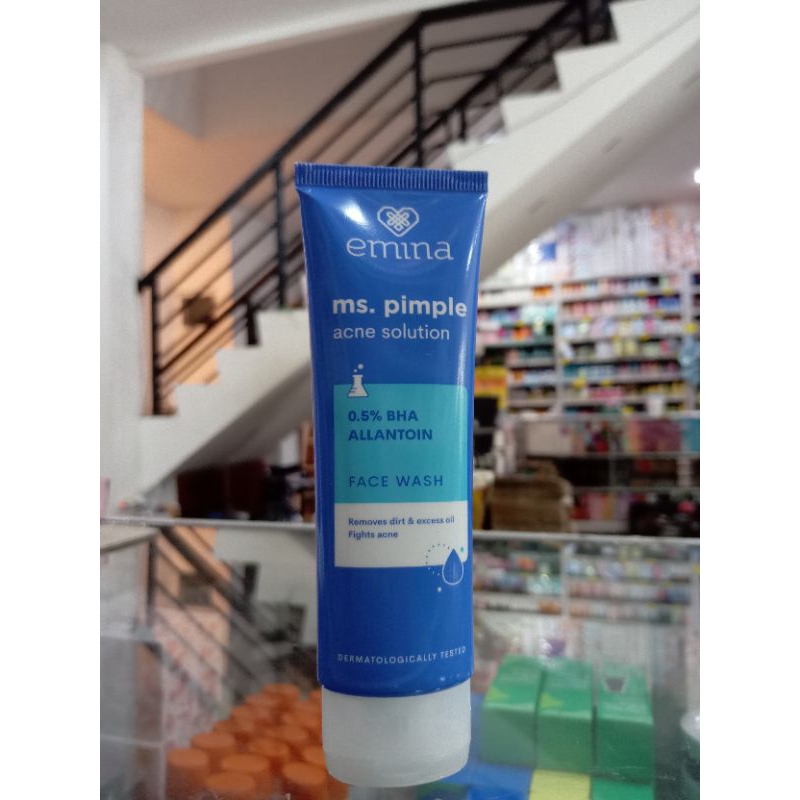 emina
ms. pimple
acne solution
0.5% BHA
ALLANTOIN
FACE WASH
Removes dirt & excess oil
Fights acne
DERMATOLOGICALLY TESTED